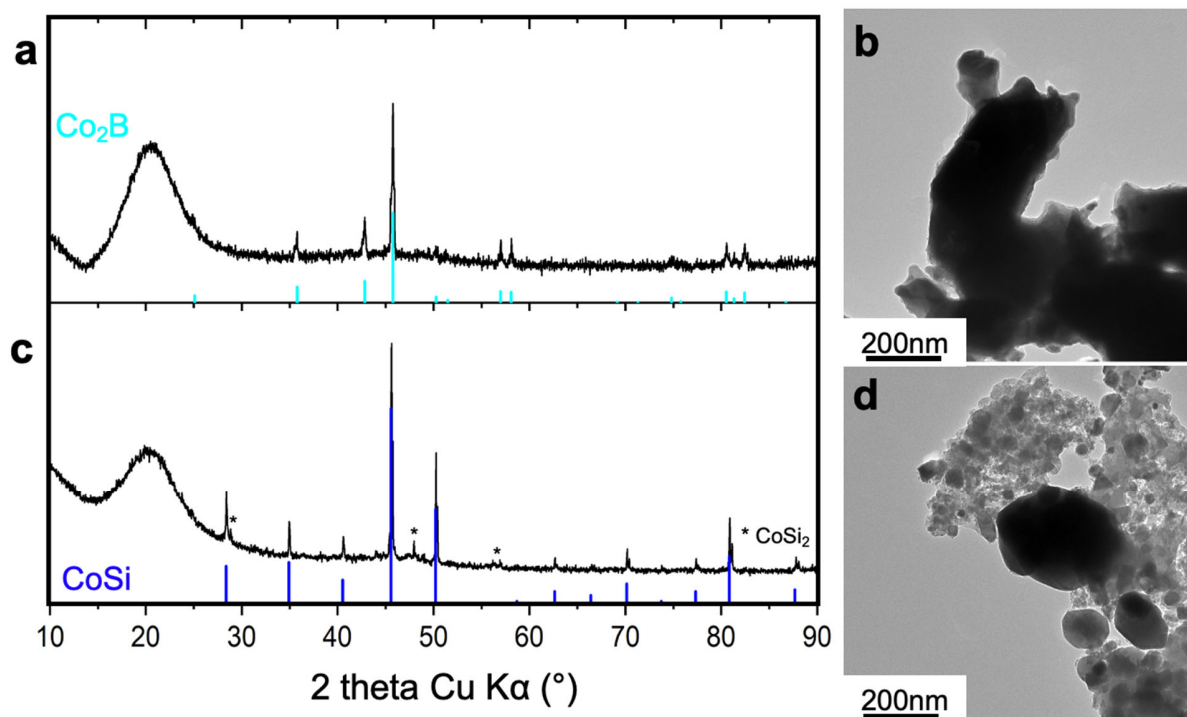 a
Co₂B
b
200nm
c
*
*
*
* CoSi₂
CoSi
10 20 30 40 50 60 70 80 90
2 theta Cu Kα (°)
d
200nm